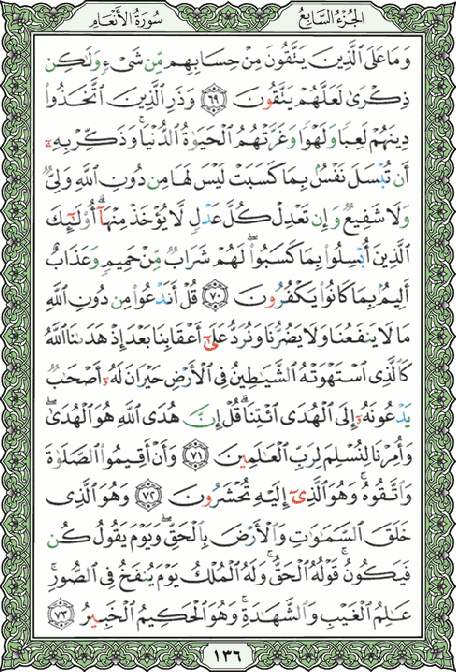 الجزء السابع سورة الأنعام
وَمَا عَلَى ٱلَّذِينَ يَتَّقُونَ مِنْ حِسَابِهِم مِّن شَىْءٍ وَلَـٰكِن
ذِكْرَىٰ لَعَلَّهُمْ يَتَّقُونَ ٦٩ وَذَرِ ٱلَّذِينَ ٱتَّخَذُوا۟
دِينَهُمْ لَعِبًا وَلَهْوًا وَغَرَّتْهُمُ ٱلْحَيَوٰةُ ٱلدُّنْيَا ۚ وَذَكِّرْ بِهِۦٓ
أَن تُبْسَلَ نَفْسٌۢ بِمَا كَسَبَتْ لَيْسَ لَهَا مِن دُونِ ٱللَّهِ وَلِىٌّ
وَلَا شَفِيعٌ وَإِن تَعْدِلْ كُلَّ عَدْلٍ لَّا يُؤْخَذْ مِنْهَآ ۗ أُو۟لَـٰٓئِكَ
ٱلَّذِينَ أُبْسِلُوا۟ بِمَا كَسَبُوا۟ ۖ لَهُمْ شَرَابٌ مِّنْ حَمِيمٍ وَعَذَابٌ
أَلِيمٌۢ بِمَا كَانُوا۟ يَكْفُرُونَ ٧٠ قُلْ أَنَدْعُوا۟ مِن دُونِ ٱللَّهِ
مَا لَا يَنفَعُنَا وَلَا يَضُرُّنَا وَنُرَدُّ عَلَىٰٓ أَعْقَابِنَا بَعْدَ إِذْ هَدَىٰنَا ٱللَّهُ
كَٱلَّذِى ٱسْتَهْوَتْهُ ٱلشَّيَـٰطِينُ فِى ٱلْأَرْضِ حَيْرَانَ لَهُۥٓ أَصْحَـٰبٌ
يَدْعُونَهُۥٓ إِلَى ٱلْهُدَى ٱئْتِنَا ۗ قُلْ إِنَّ هُدَى ٱللَّهِ هُوَ ٱلْهُدَىٰ ۖ
وَأُمِرْنَا لِنُسْلِمَ لِرَبِّ ٱلْعَـٰلَمِينَ ٧١ وَأَنْ أَقِيمُوا۟ ٱلصَّلَوٰةَ
وَٱتَّقُوهُ ۚ وَهُوَ ٱلَّذِىٓ إِلَيْهِ تُحْشَرُونَ ٧٢ وَهُوَ ٱلَّذِى
خَلَقَ ٱلسَّمَـٰوَٰتِ وَٱلْأَرْضَ بِٱلْحَقِّ ۖ وَيَوْمَ يَقُولُ كُن
فَيَكُونُ ۚ قَوْلُهُ ٱلْحَقُّ ۚ وَلَهُ ٱلْمُلْكُ يَوْمَ يُنفَخُ فِى ٱلصُّورِ ۚ
عَـٰلِمُ ٱلْغَيْبِ وَٱلشَّهَـٰدَةِ ۚ وَهُوَ ٱلْحَكِيمُ ٱلْخَبِيرُ ٧٣
١٣٦